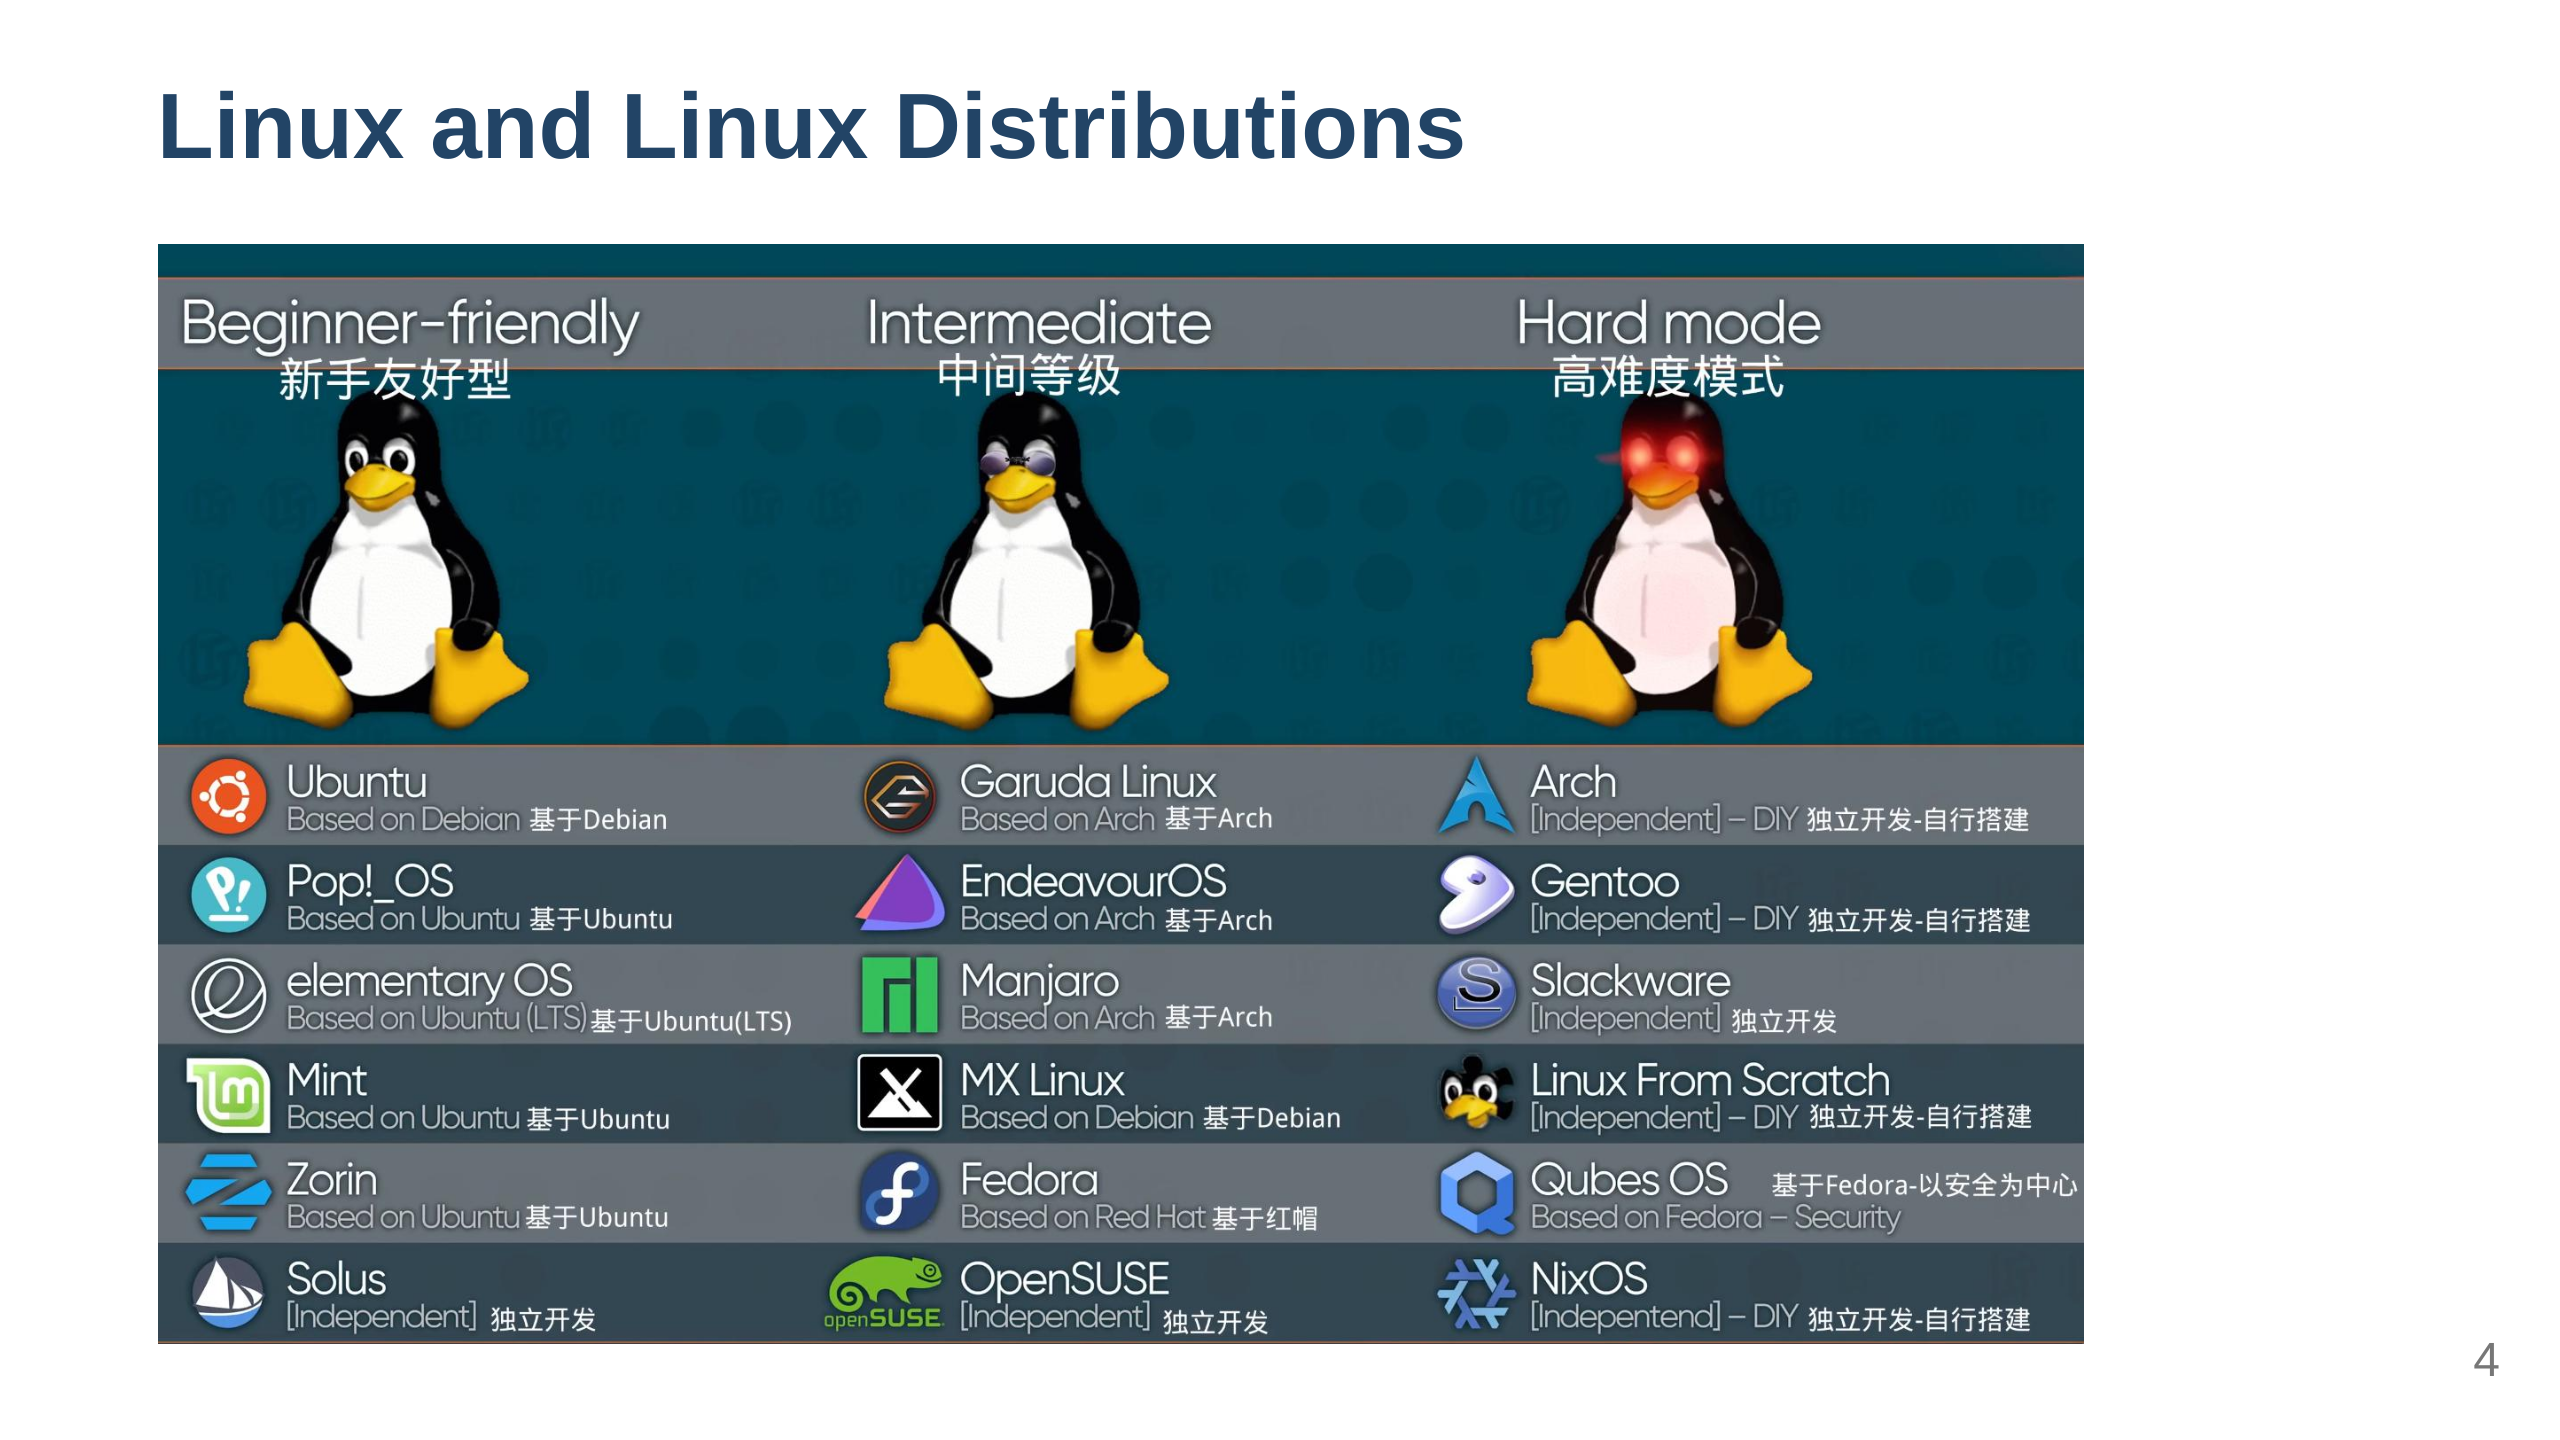 Linux and Linux Distributions
Beginner-friendly
新手友好型
Intermediate
中间等级
Hard mode
高难度模式
Ubuntu
Based on Debian 基于Debian
Garuda Linux
Based on Arch 基于Arch
Arch
[Independent] – DIY 独立开发-自行搭建
Pop!_OS
Based on Ubuntu 基于Ubuntu
EndeavourOS
Based on Arch 基于Arch
Gentoo
[Independent] – DIY 独立开发-自行搭建
elementary OS
Based on Ubuntu (LTS) 基于Ubuntu(LTS)
Manjaro
Based on Arch 基于Arch
Slackware
[Independent] 独立开发
Mint
Based on Ubuntu 基于Ubuntu
MX Linux
Based on Debian 基于Debian
Linux From Scratch
[Independent] – DIY 独立开发-自行搭建
Zorin
Based on Ubuntu 基于Ubuntu
Fedora
Based on Red Hat 基于红帽
Qubes OS 基于Fedora-以安全为中心
Based on Fedora – Security
Solus
[Independent] 独立开发
openSUSE
OpenSUSE
[Independent] 独立开发
NixOS
[Indepentend] – DIY 独立开发-自行搭建
4